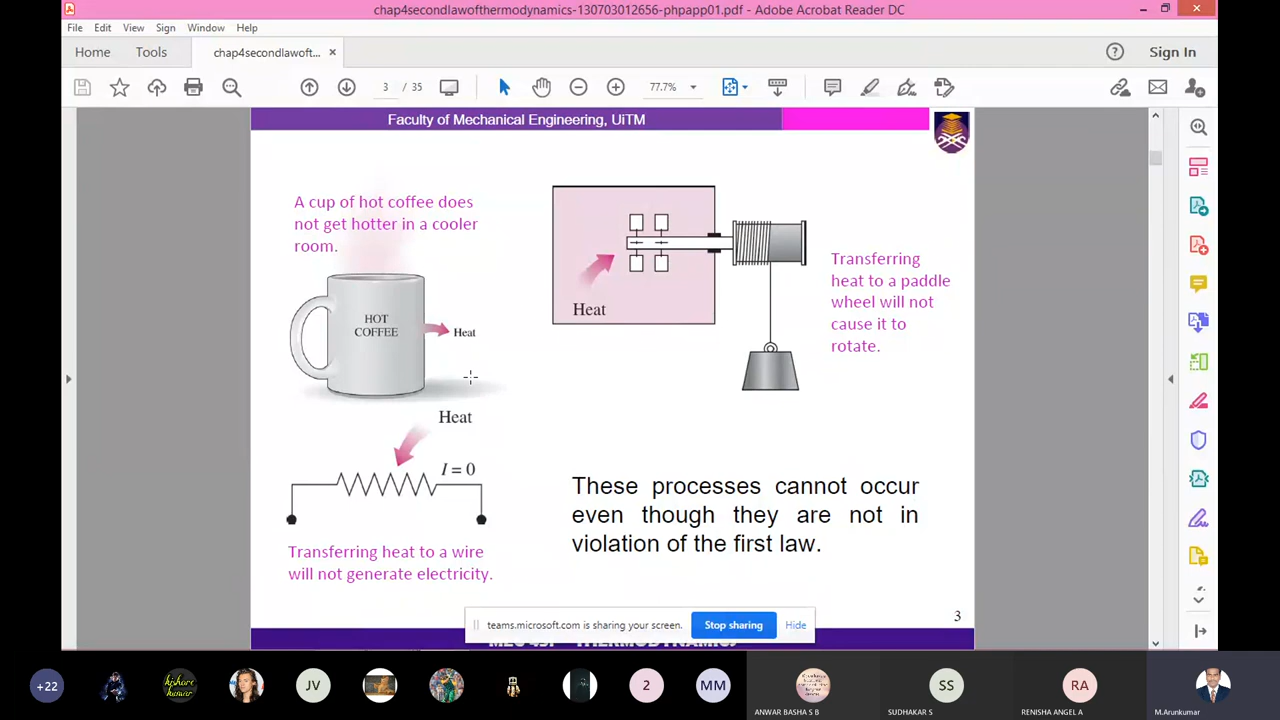 chap4secondlawofthermodynamics-130703012656-phpapp01.pdf - Adobe Acrobat Reader DC
File Edit View Sign Window Help
Home Tools chap4secondlawoft... × Sign In
3 / 35 77.7%
Faculty of Mechanical Engineering, UiTM
A cup of hot coffee does
not get hotter in a cooler
room.
HOT
COFFEE
Heat
Heat
Transferring
heat to a paddle
wheel will not
cause it to
rotate.
Heat
I = 0
Transferring heat to a wire
will not generate electricity.
These processes cannot occur
even though they are not in
violation of the first law.
3
teams.microsoft.com is sharing your screen. Stop sharing Hide
THERMODYNAMICS
+22 kishore kumar JV 2 MM SS RA
ANWAR BASHA S B SUDHAKAR S RENISHA ANGEL A M.Arunkumar